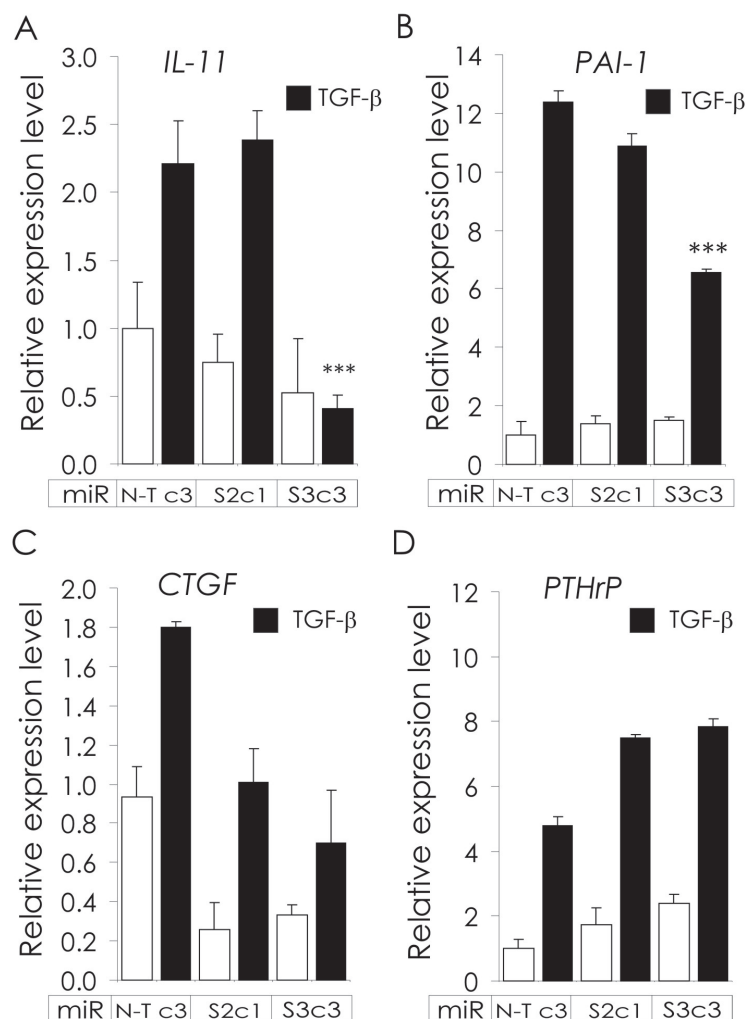 A
IL-11
TGF-β
Relative expression level
3.0
2.5
2.0
1.5
1.0
0.5
0.0
***
miR N-T c3 S2c1 S3c3
B
PAI-1
TGF-β
Relative expression level
14
12
10
8
6
4
2
0
***
miR N-T c3 S2c1 S3c3
C
CTGF
TGF-β
Relative expression level
2.0
1.8
1.6
1.4
1.2
1.0
0.8
0.6
0.4
0.2
0.0
miR N-T c3 S2c1 S3c3
D
PTHrP
TGF-β
Relative expression level
12
10
8
6
4
2
0
miR N-T c3 S2c1 S3c3